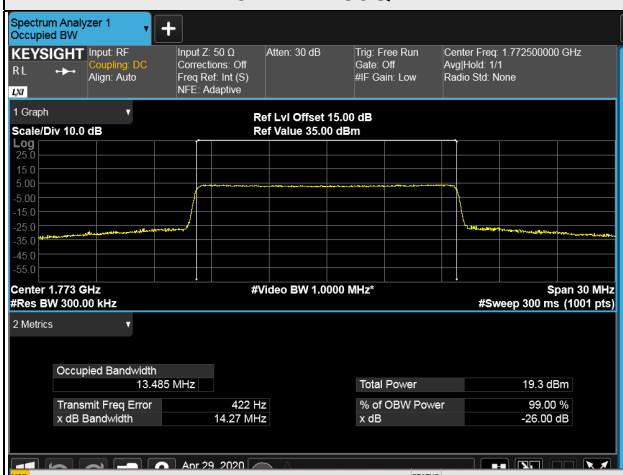 Spectrum Analyzer 1
Occupied BW
KEYSIGHT Input: RF Input Z: 50 Ω Atten: 30 dB Trig: Free Run Center Freq: 1.772500000 GHz
R L Coupling: DC Corrections: Off Gate: Off Avg|Hold: 1/1
Align: Auto Freq Ref: Int (S) #IF Gain: Low Radio Std: None
LXI NFE: Adaptive
1 Graph
Ref Lvl Offset 15.00 dB
Scale/Div 10.0 dB Ref Value 35.00 dBm
Log
25.0
15.0
5.00
-5.00
-15.0
-25.0
-35.0
-45.0
-55.0
Center 1.773 GHz #Video BW 1.0000 MHz* Span 30 MHz
#Res BW 300.00 kHz #Sweep 300 ms (1001 pts)
2 Metrics
Occupied Bandwidth
13.485 MHz Total Power 19.3 dBm
Transmit Freq Error 422 Hz % of OBW Power 99.00 %
x dB Bandwidth 14.27 MHz x dB -26.00 dB
Apr 29, 2020